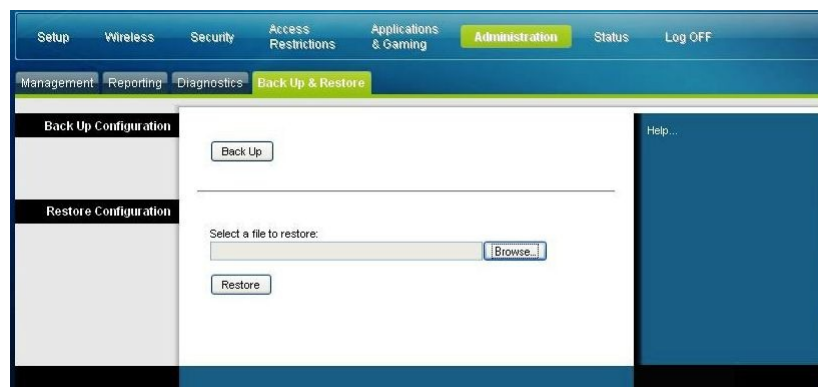 Setup Wireless Security Access Restrictions Applications & Gaming Administration Status Log OFF
Management Reporting Diagnostics Back Up & Restore
Back Up Configuration
Back Up
Help...
Restore Configuration
Select a file to restore:
Browse...
Restore